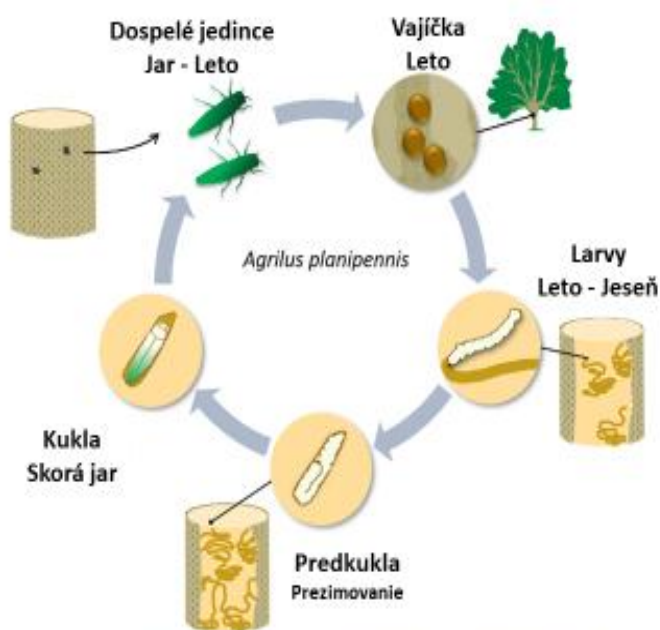 Dospelé jedince
Jar - Leto
Vajíčka
Leto
Agrilus planipennis
Larvy
Leto - Jeseň
Kukla
Skorá jar
Predkukla
Prezimovanie